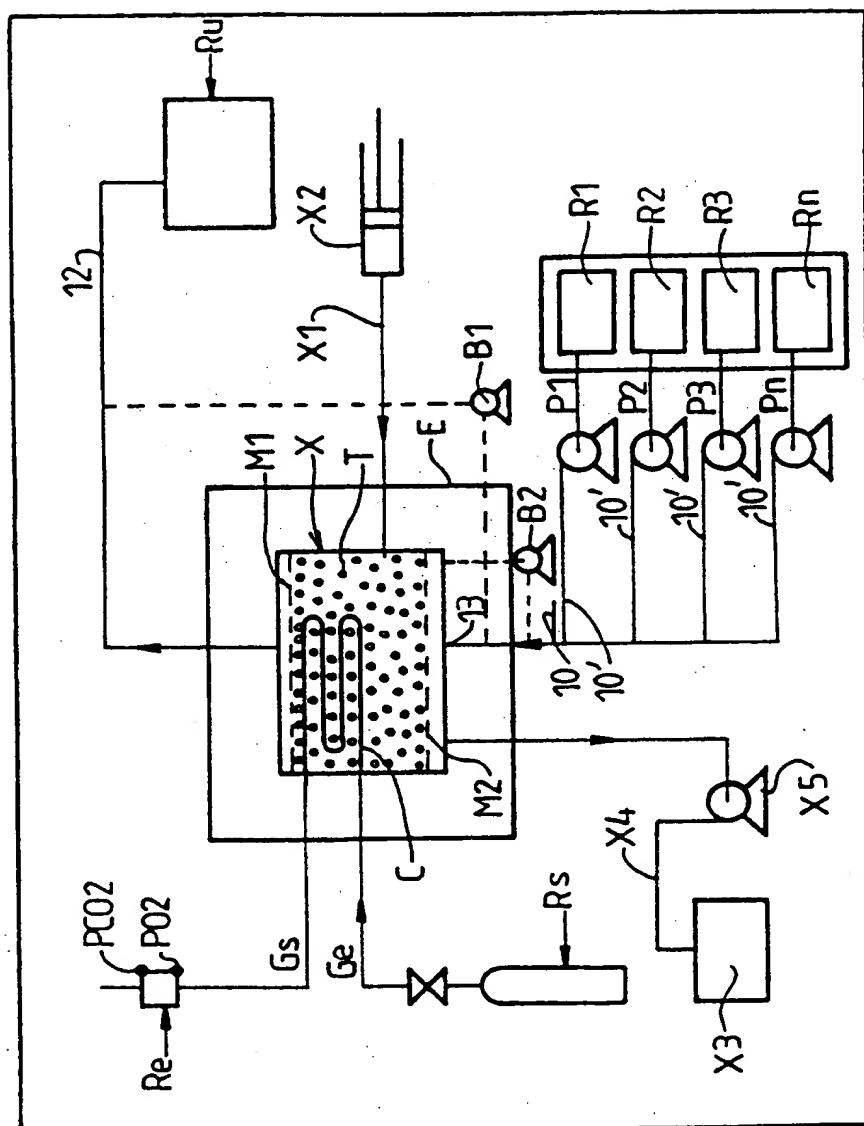 Ru
12
X2
X1
B1
M1
X
T
E
B2
R1
R2
R3
Rn
P1
P2
P3
Pn
10'
10'
10'
10
10'
13
M2
C
X5
X4
X3
Rs
Ge
Gs
PCO2
PO2
Re